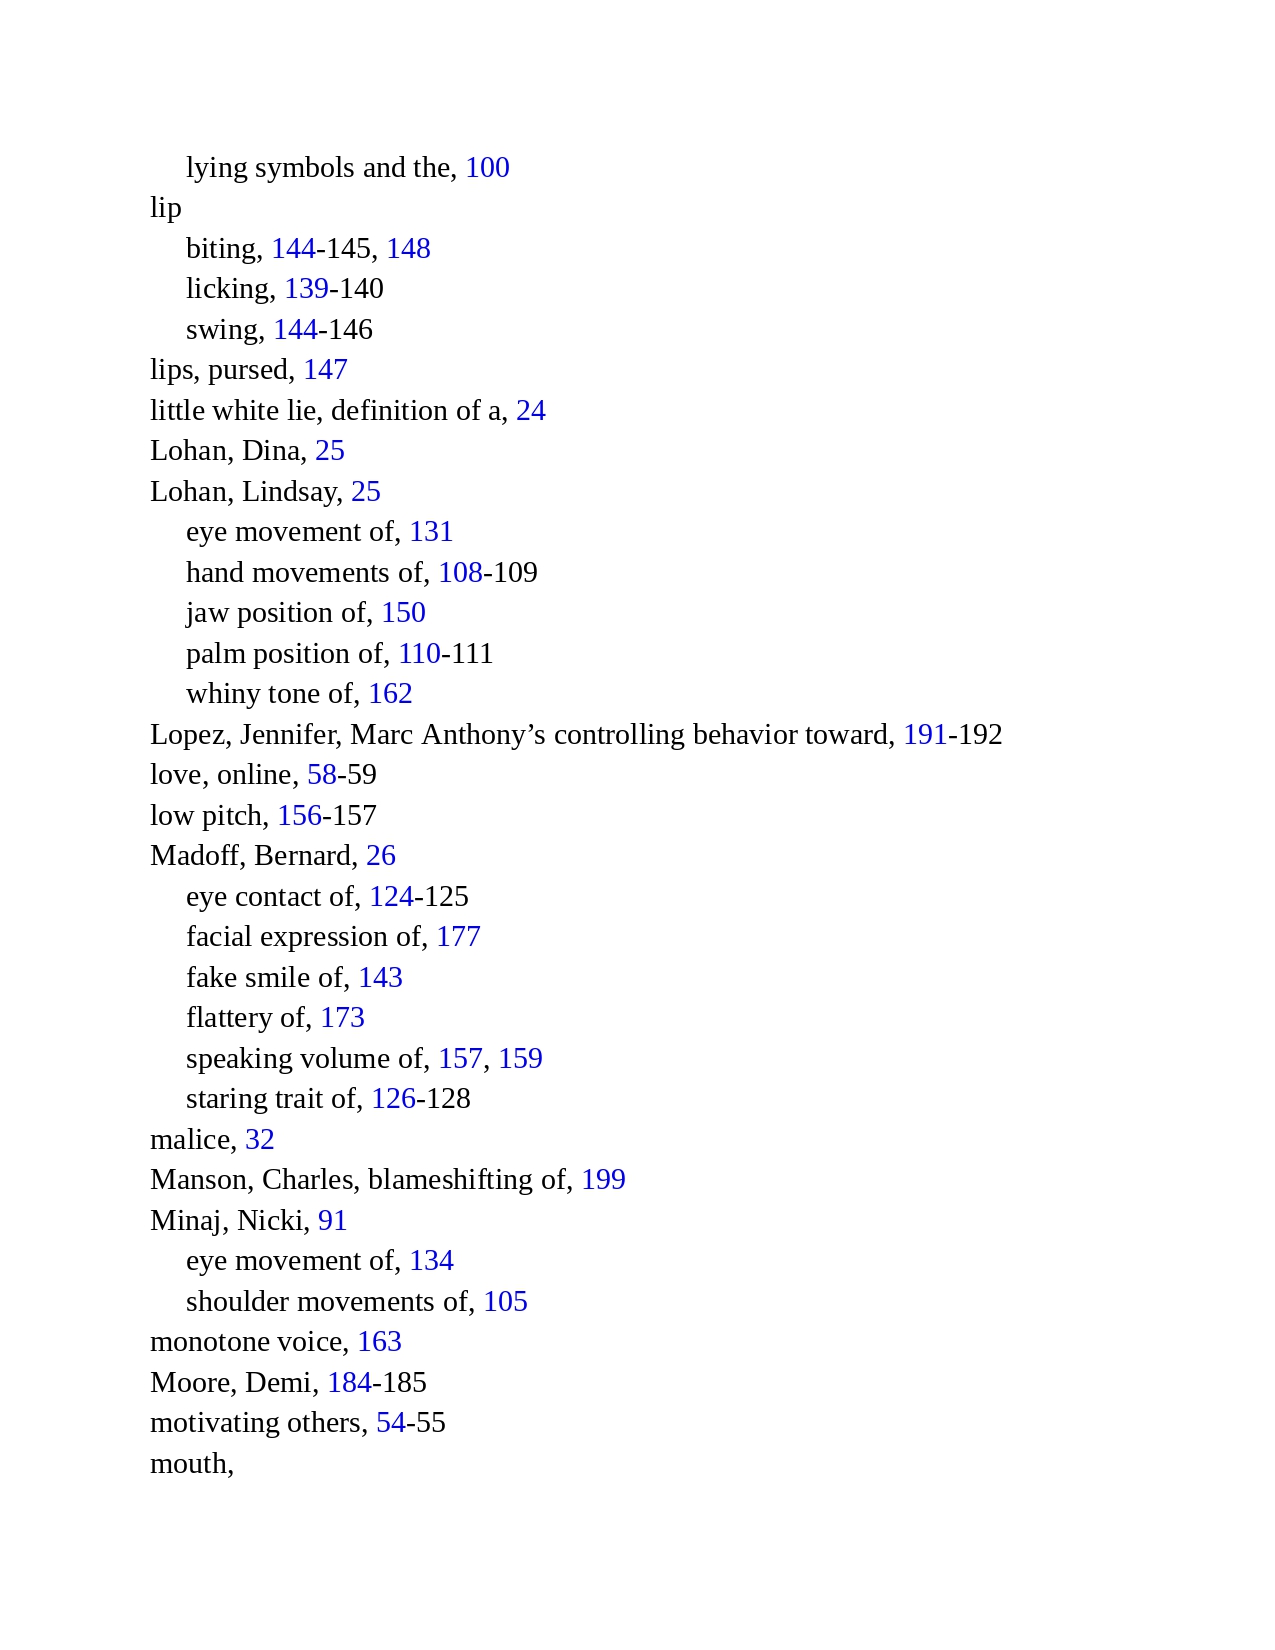 lying symbols and the, 100
lip
biting, 144-145, 148
licking, 139-140
swing, 144-146
lips, pursed, 147
little white lie, definition of a, 24
Lohan, Dina, 25
Lohan, Lindsay, 25
eye movement of, 131
hand movements of, 108-109
jaw position of, 150
palm position of, 110-111
whiny tone of, 162
Lopez, Jennifer, Marc Anthony’s controlling behavior toward, 191-192
love, online, 58-59
low pitch, 156-157
Madoff, Bernard, 26
eye contact of, 124-125
facial expression of, 177
fake smile of, 143
flattery of, 173
speaking volume of, 157, 159
staring trait of, 126-128
malice, 32
Manson, Charles, blameshifting of, 199
Minaj, Nicki, 91
eye movement of, 134
shoulder movements of, 105
monotone voice, 163
Moore, Demi, 184-185
motivating others, 54-55
mouth,